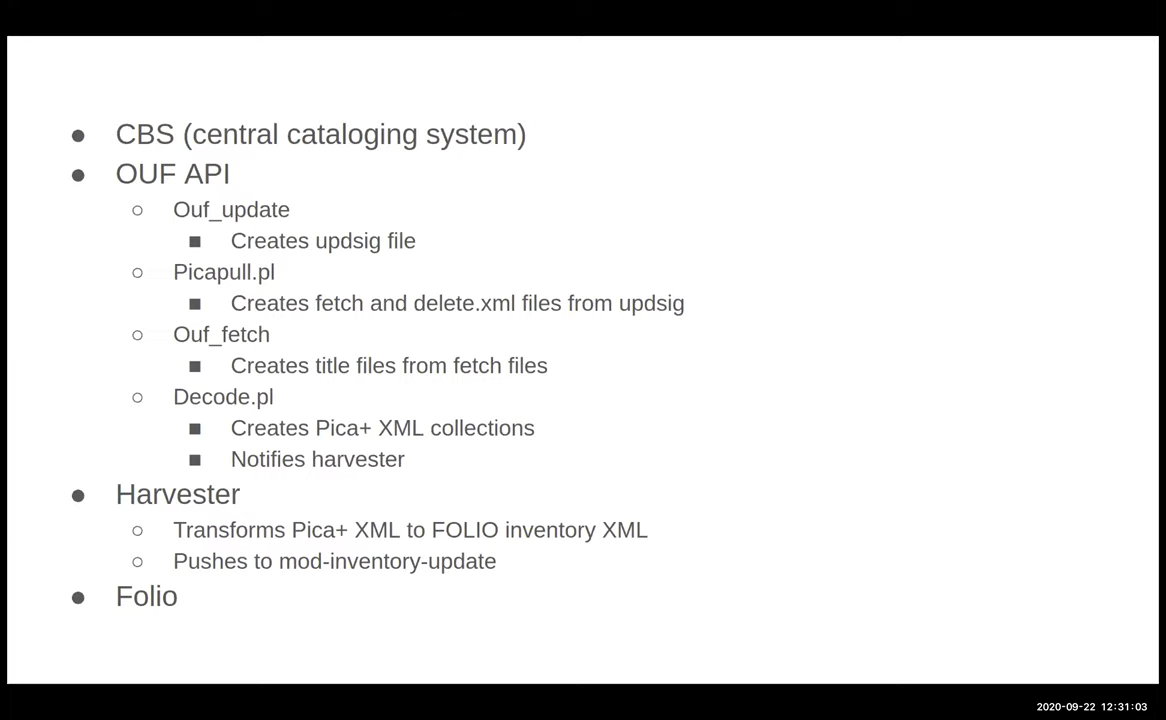 CBS (central cataloging system)
OUF API
Ouf_update
Creates updsig file
Picapull.pl
Creates fetch and delete.xml files from updsig
Ouf_fetch
Creates title files from fetch files
Decode.pl
Creates Pica+ XML collections
Notifies harvester
Harvester
Transforms Pica+ XML to FOLIO inventory XML
Pushes to mod-inventory-update
Folio
2020-09-22 12:31:03